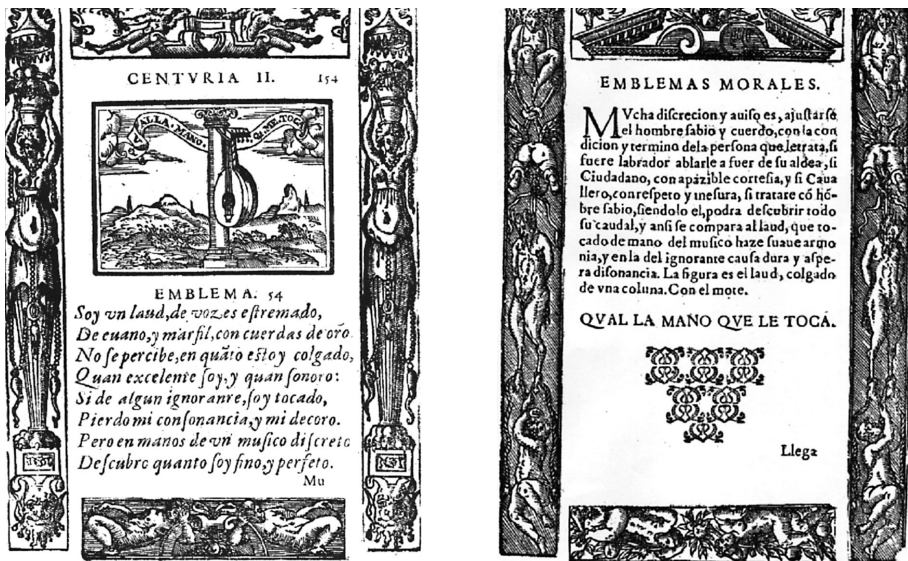 CENTVRIA II. 154
QVAL LA MANO. QVE LE TOC
EMBLEMA. 54
Soy vn laud, de vozes estremado,
De euano, y marfil, con cuerdas de oro.
No se percibe, en quãto estoy colgado,
Quan excelente soy, y quan sonoro:
Si de algun ignorante, soy tocado,
Pierdo mi consonancia, y mi decoro.
Pero en manos de vn musico discreto
Descubro quanto soy fino, y perfeto.
Mu
EMBLEMAS MORALES.
MVcha discrecion y auiso es, ajustarse
el hombre sabio y cuerdo, con la con
dicion y termino dela persona que letrata, si
fuere labrador ablarle a fuer de su aldea, si
Ciudadano, con apazible cortesia, y si Caua
llero, con respeto y mesura, si tratare cõ hõ-
bre sabio, siendolo el, podra descubrir todo
su caudal, y ansi se compara al laud, que to-
cado de mano del musico haze suaue armo
nia, y en la del ignorante causa dura y aspe-
ra disonancia. La figura es el laud, colgado
de vna coluna. Con el mote.
QVAL LA MANO QVE LE TOCA.
Llega